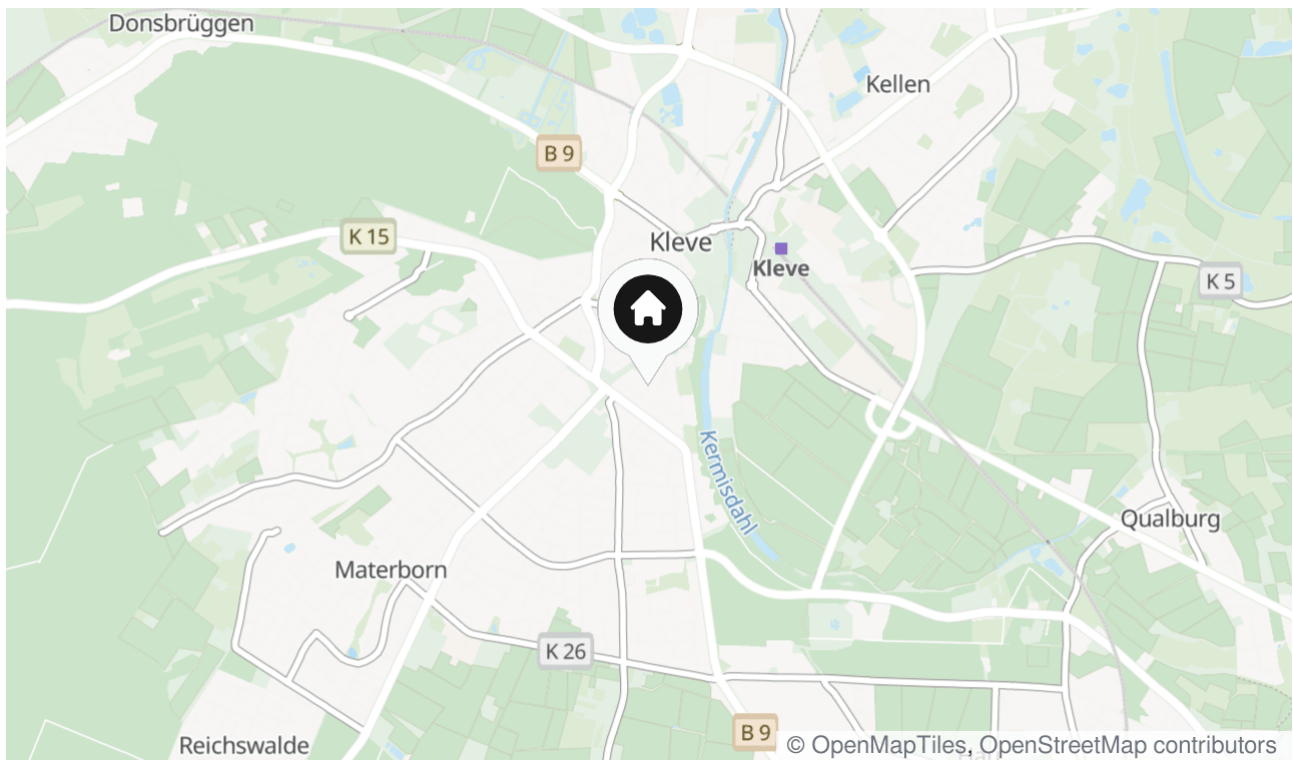 Donsbrüggen
Kellen
B 9
K 15
Kleve
Kleve
K 5
Kermisdahl
Qualburg
Materborn
K 26
B 9
Reichswalde
© OpenMapTiles, OpenStreetMap contributors